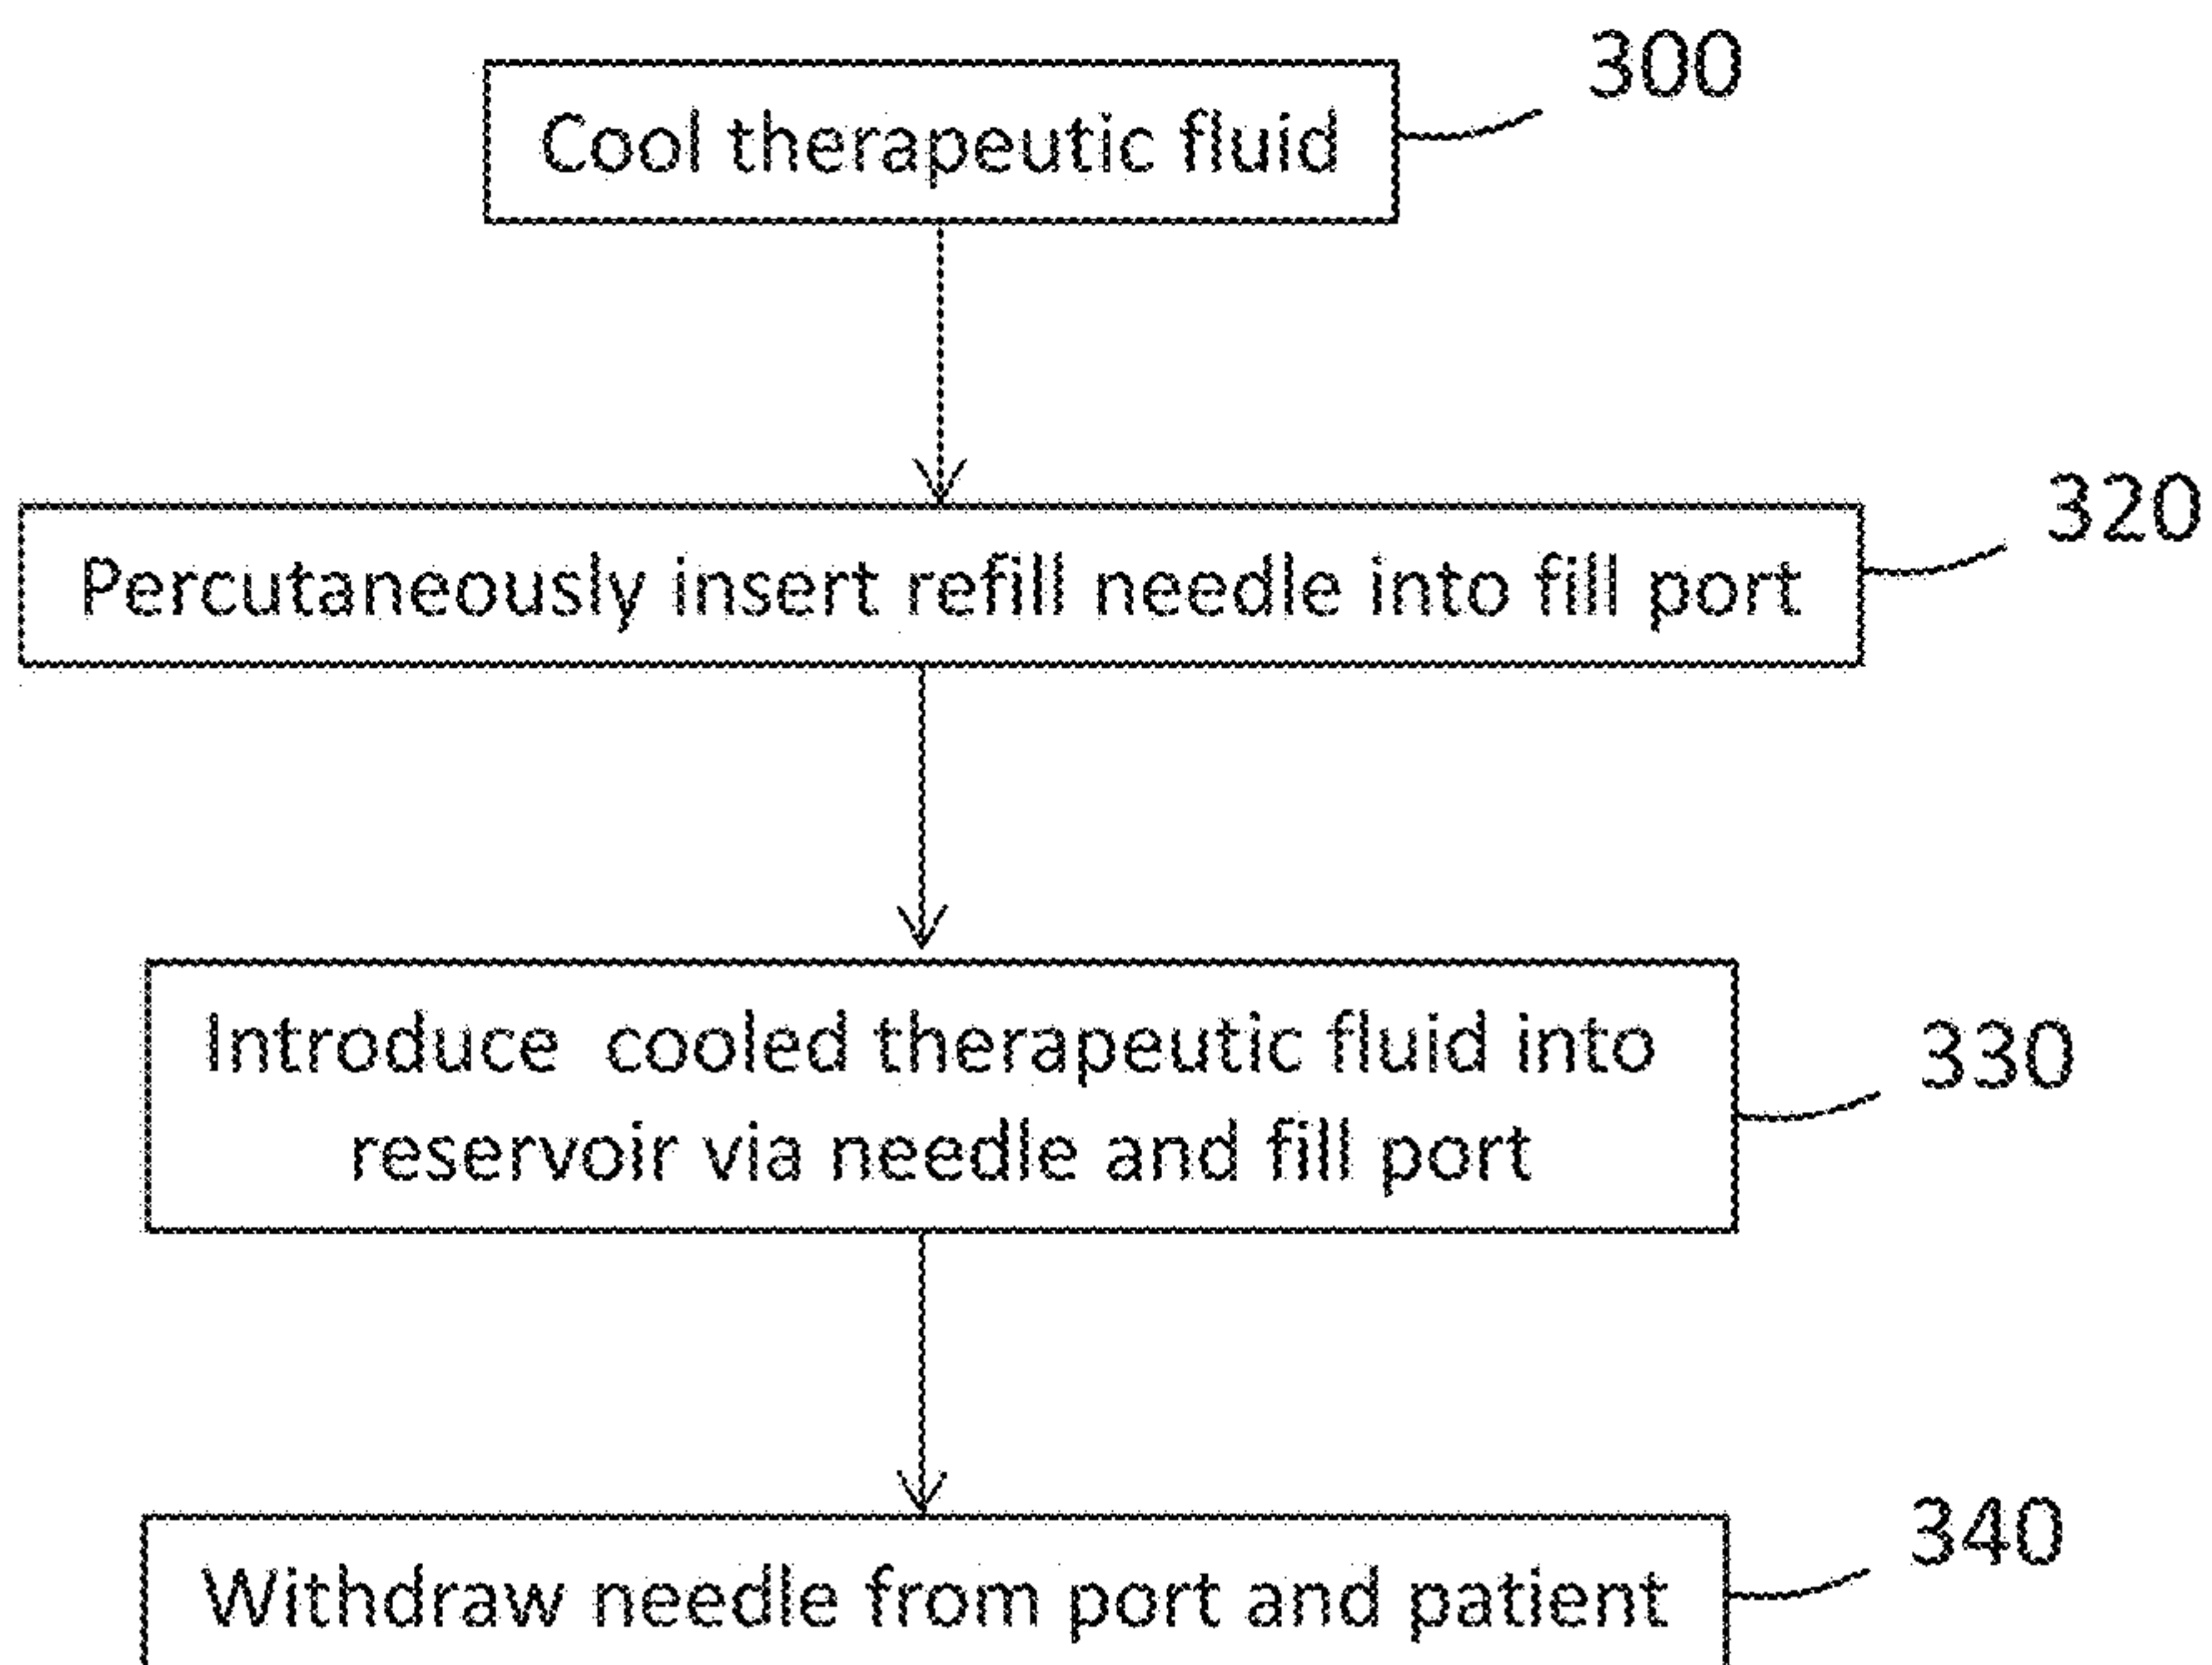 300
Cool therapeutic fluid
320
Percutaneously insert refill needle into fill port
330
Introduce cooled therapeutic fluid into
reservoir via needle and fill port
340
Withdraw needle from port and patient